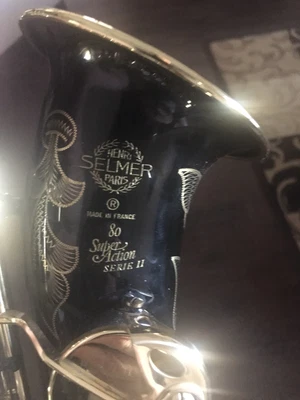 HENRI
SELMER
PARIS
®
MADE IN FRANCE
80
Super
Action
SERIE II